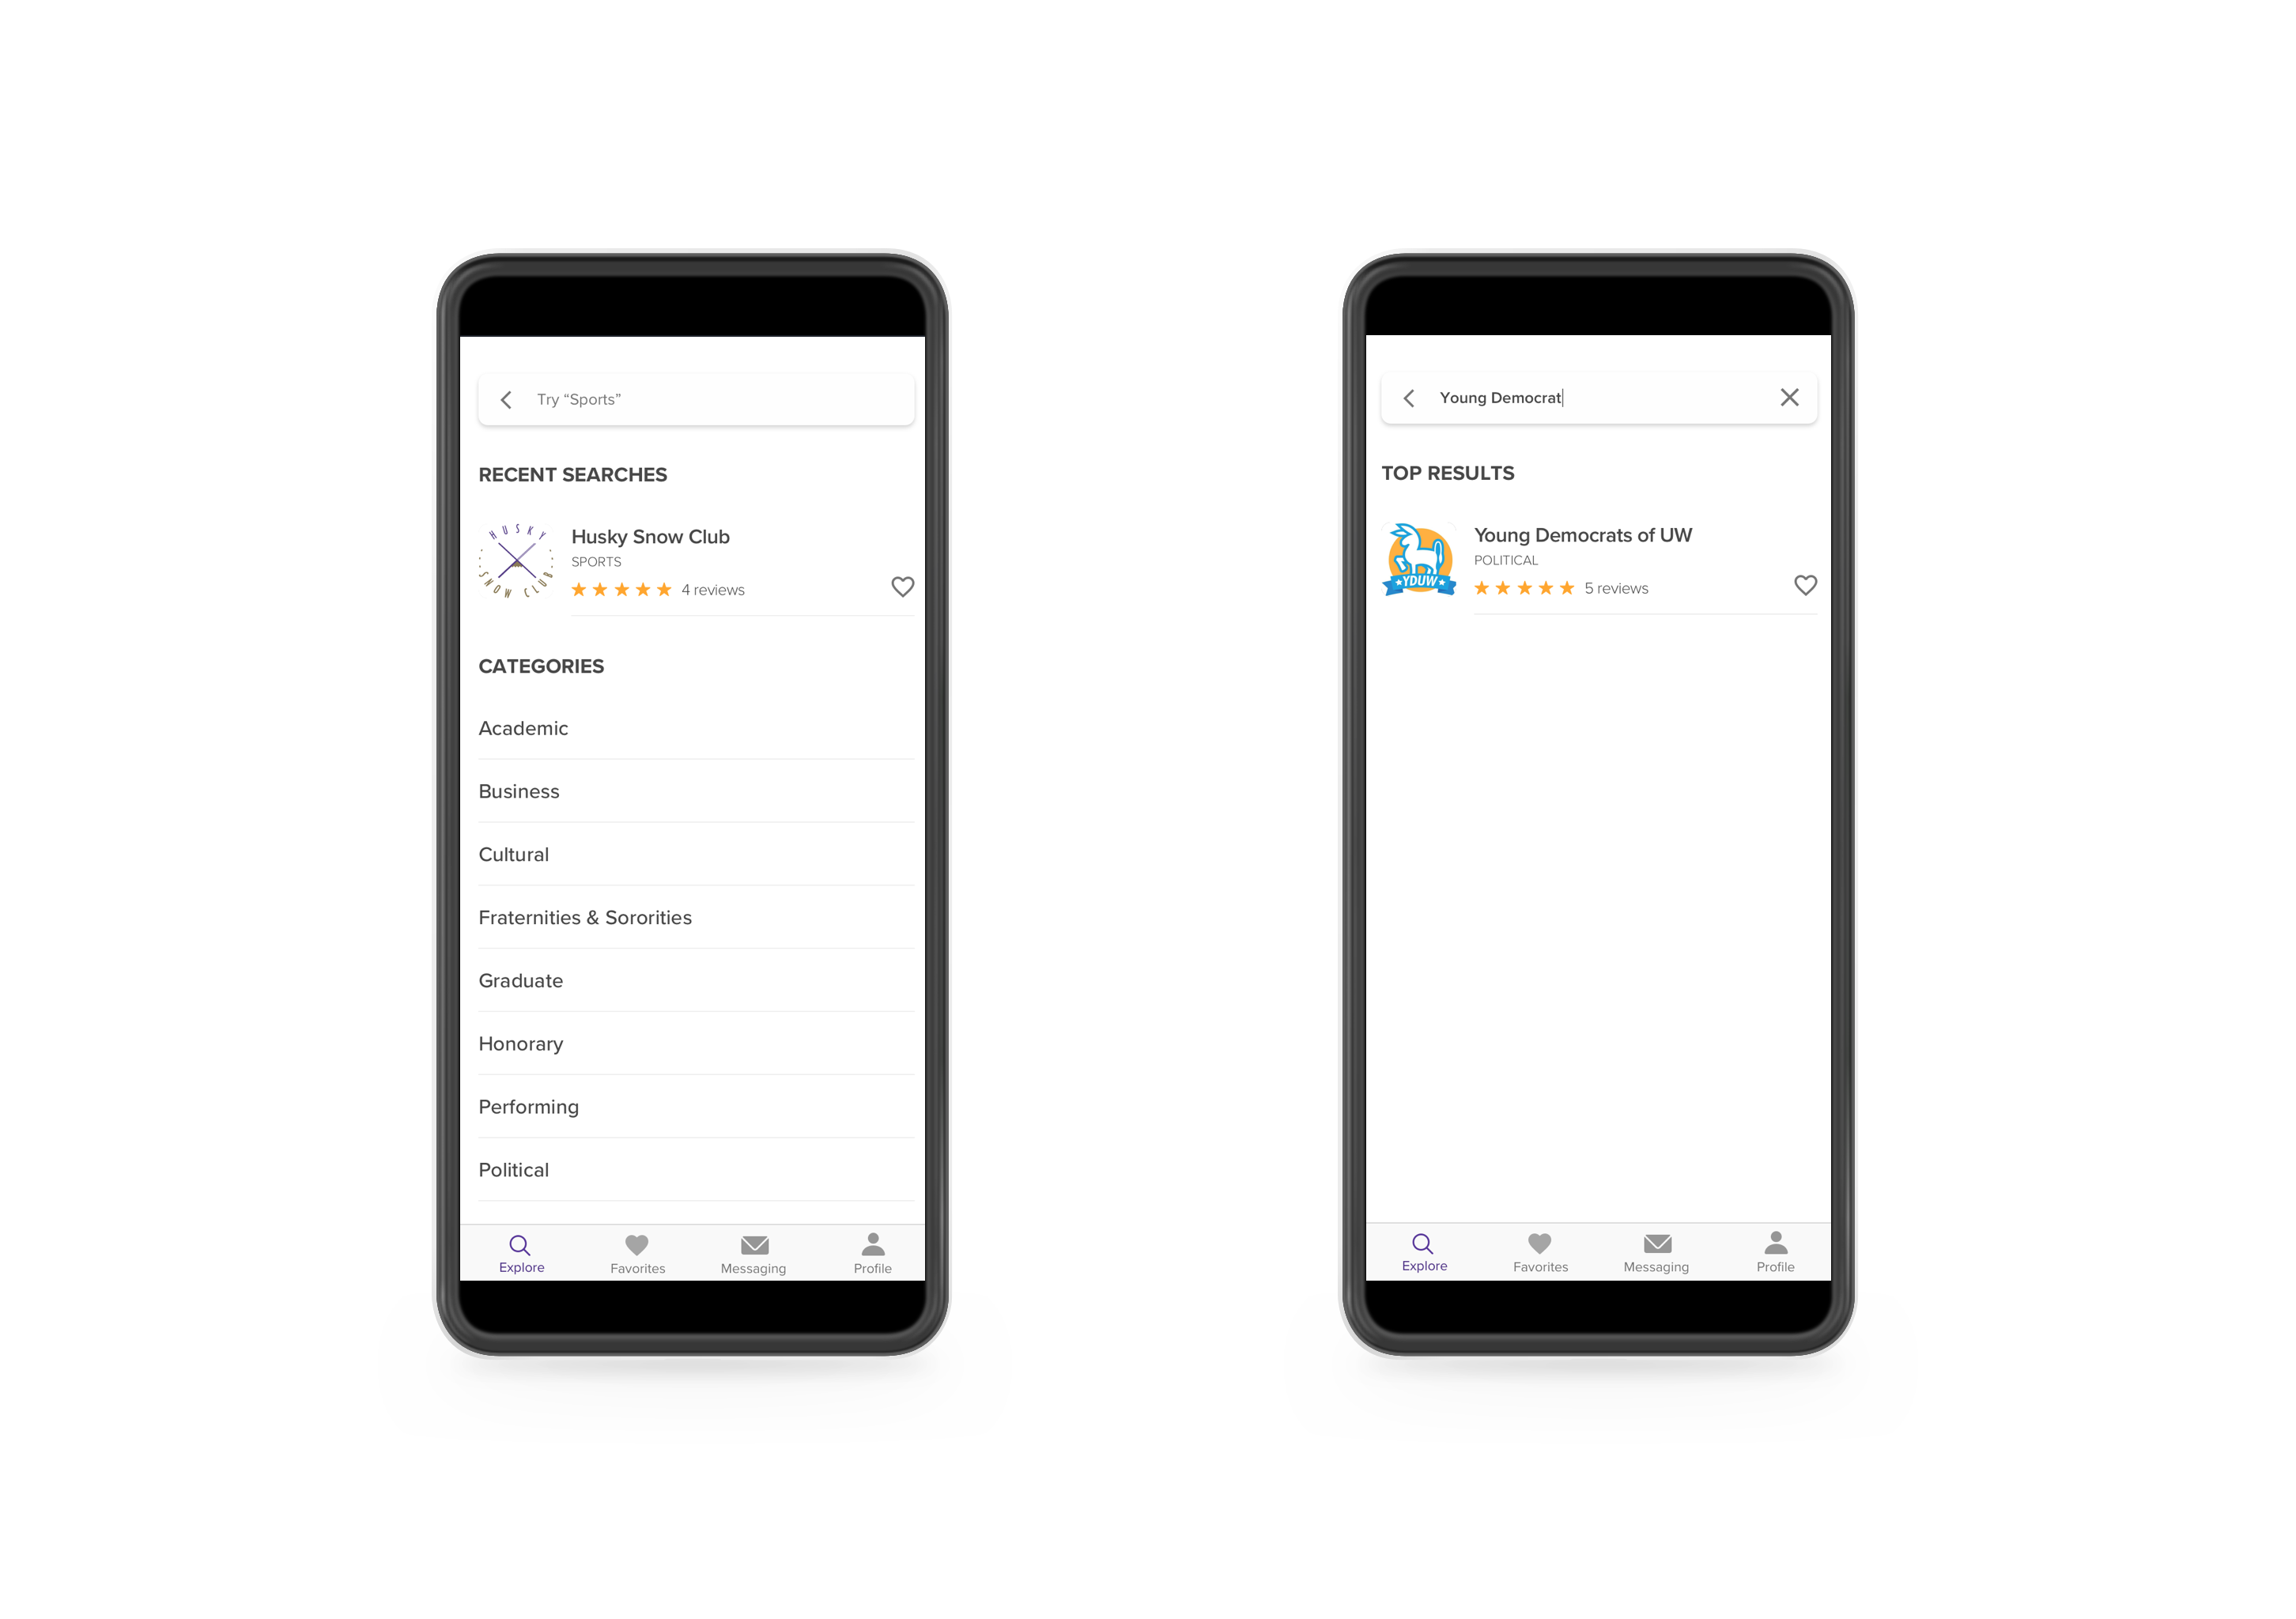 Try “Sports”
RECENT SEARCHES
HUSKY
SNOW CLUB
Husky Snow Club
SPORTS
4 reviews
CATEGORIES
Academic
Business
Cultural
Fraternities & Sororities
Graduate
Honorary
Performing
Political
Explore
Favorites
Messaging
Profile
Young Democrat
TOP RESULTS
YDUW
Young Democrats of UW
POLITICAL
5 reviews
Explore
Favorites
Messaging
Profile